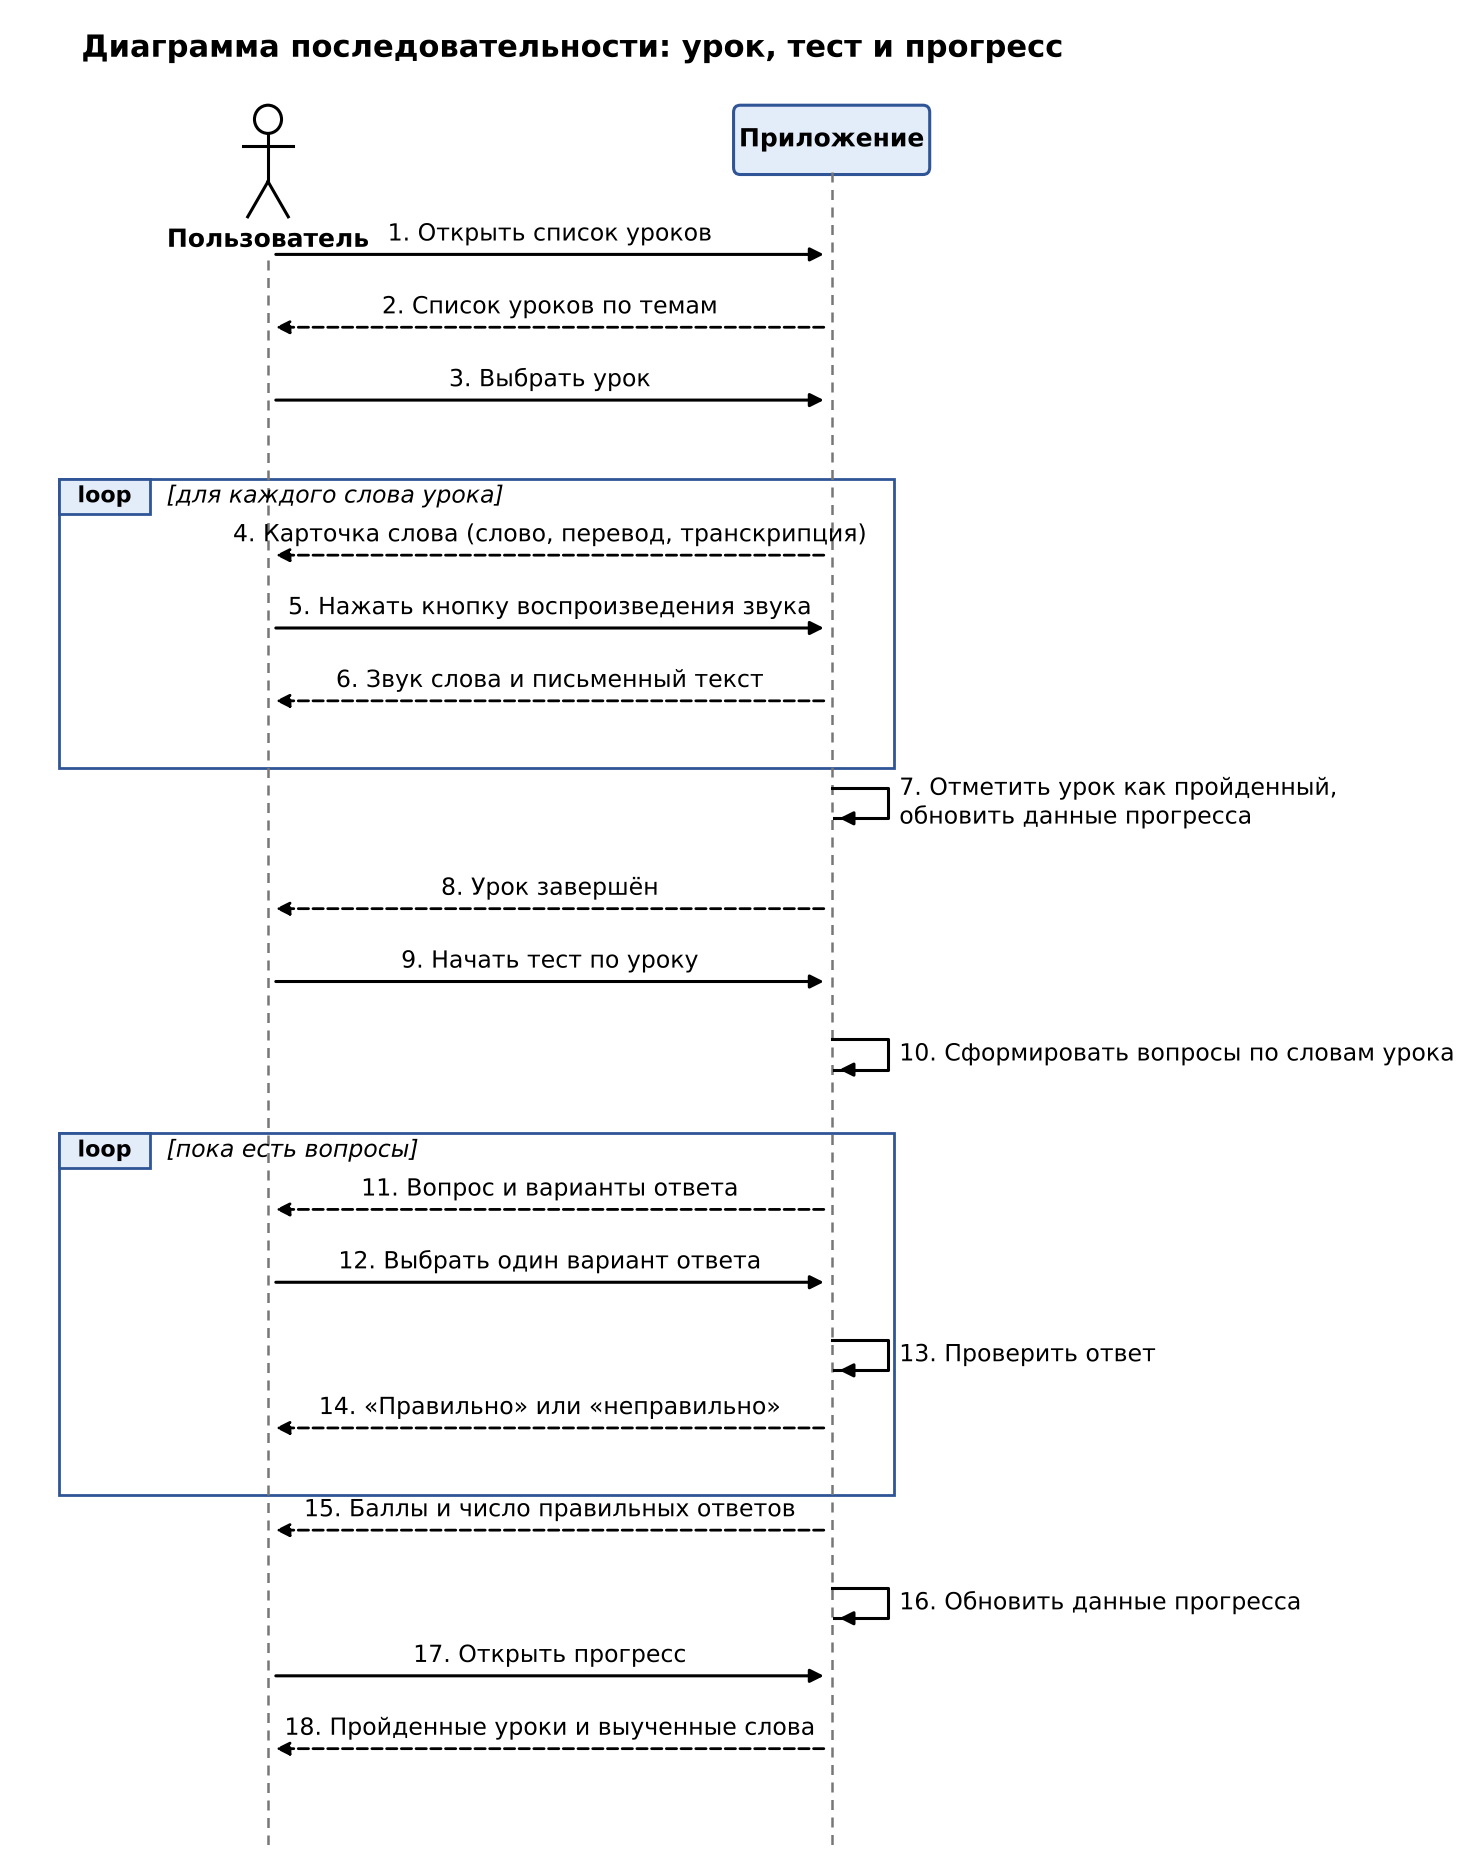 Диаграмма последовательности: урок, тест и прогресс
Приложение
Пользователь
1. Открыть список уроков
2. Список уроков по темам
3. Выбрать урок
loop [для каждого слова урока]
4. Карточка слова (слово, перевод, транскрипция)
5. Нажать кнопку воспроизведения звука
6. Звук слова и письменный текст
7. Отметить урок как пройденный,
обновить данные прогресса
8. Урок завершён
9. Начать тест по уроку
10. Сформировать вопросы по словам урока
loop [пока есть вопросы]
11. Вопрос и варианты ответа
12. Выбрать один вариант ответа
13. Проверить ответ
14. «Правильно» или «неправильно»
15. Баллы и число правильных ответов
16. Обновить данные прогресса
17. Открыть прогресс
18. Пройденные уроки и выученные слова